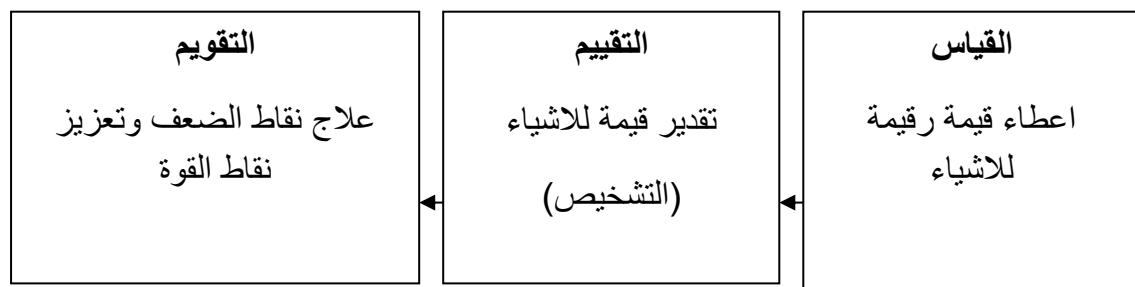 القياس
اعطاء قيمة رقيمة
للاشياء
التقييم
تقدير قيمة للاشياء
(التشخيص)
التقويم
علاج نقاط الضعف وتعزيز
نقاط القوة